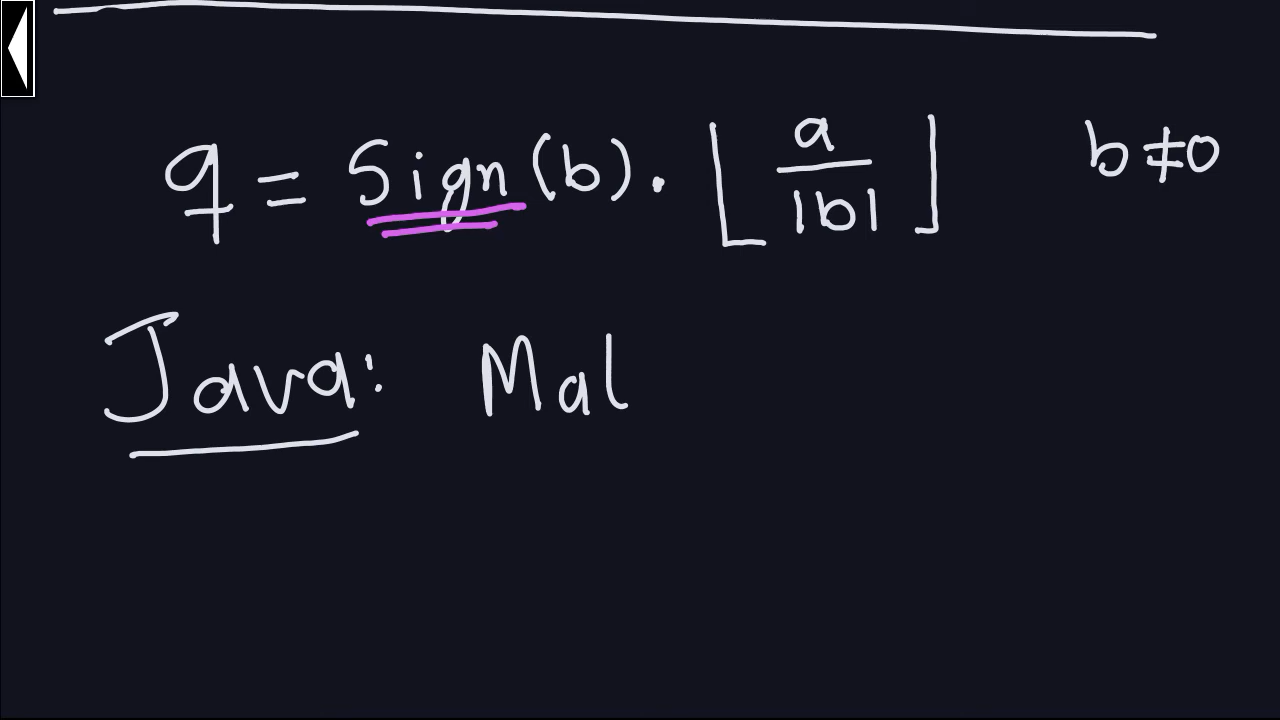 q = Sign(b) · ⌊a/|b|⌋ b≠0
Java: Mal